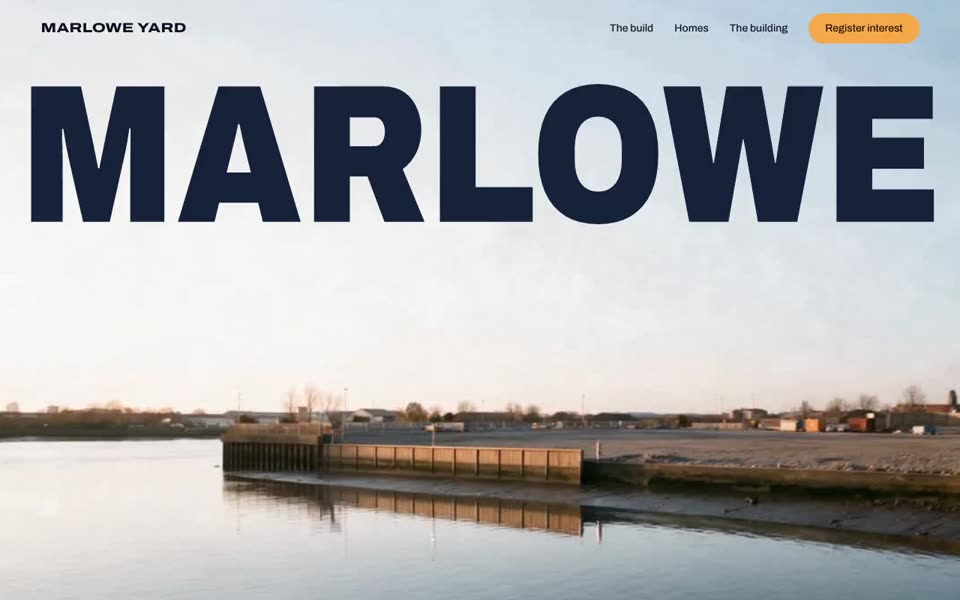 MARLOWE YARD
The build
Homes
The building
Register interest
MARLOWE